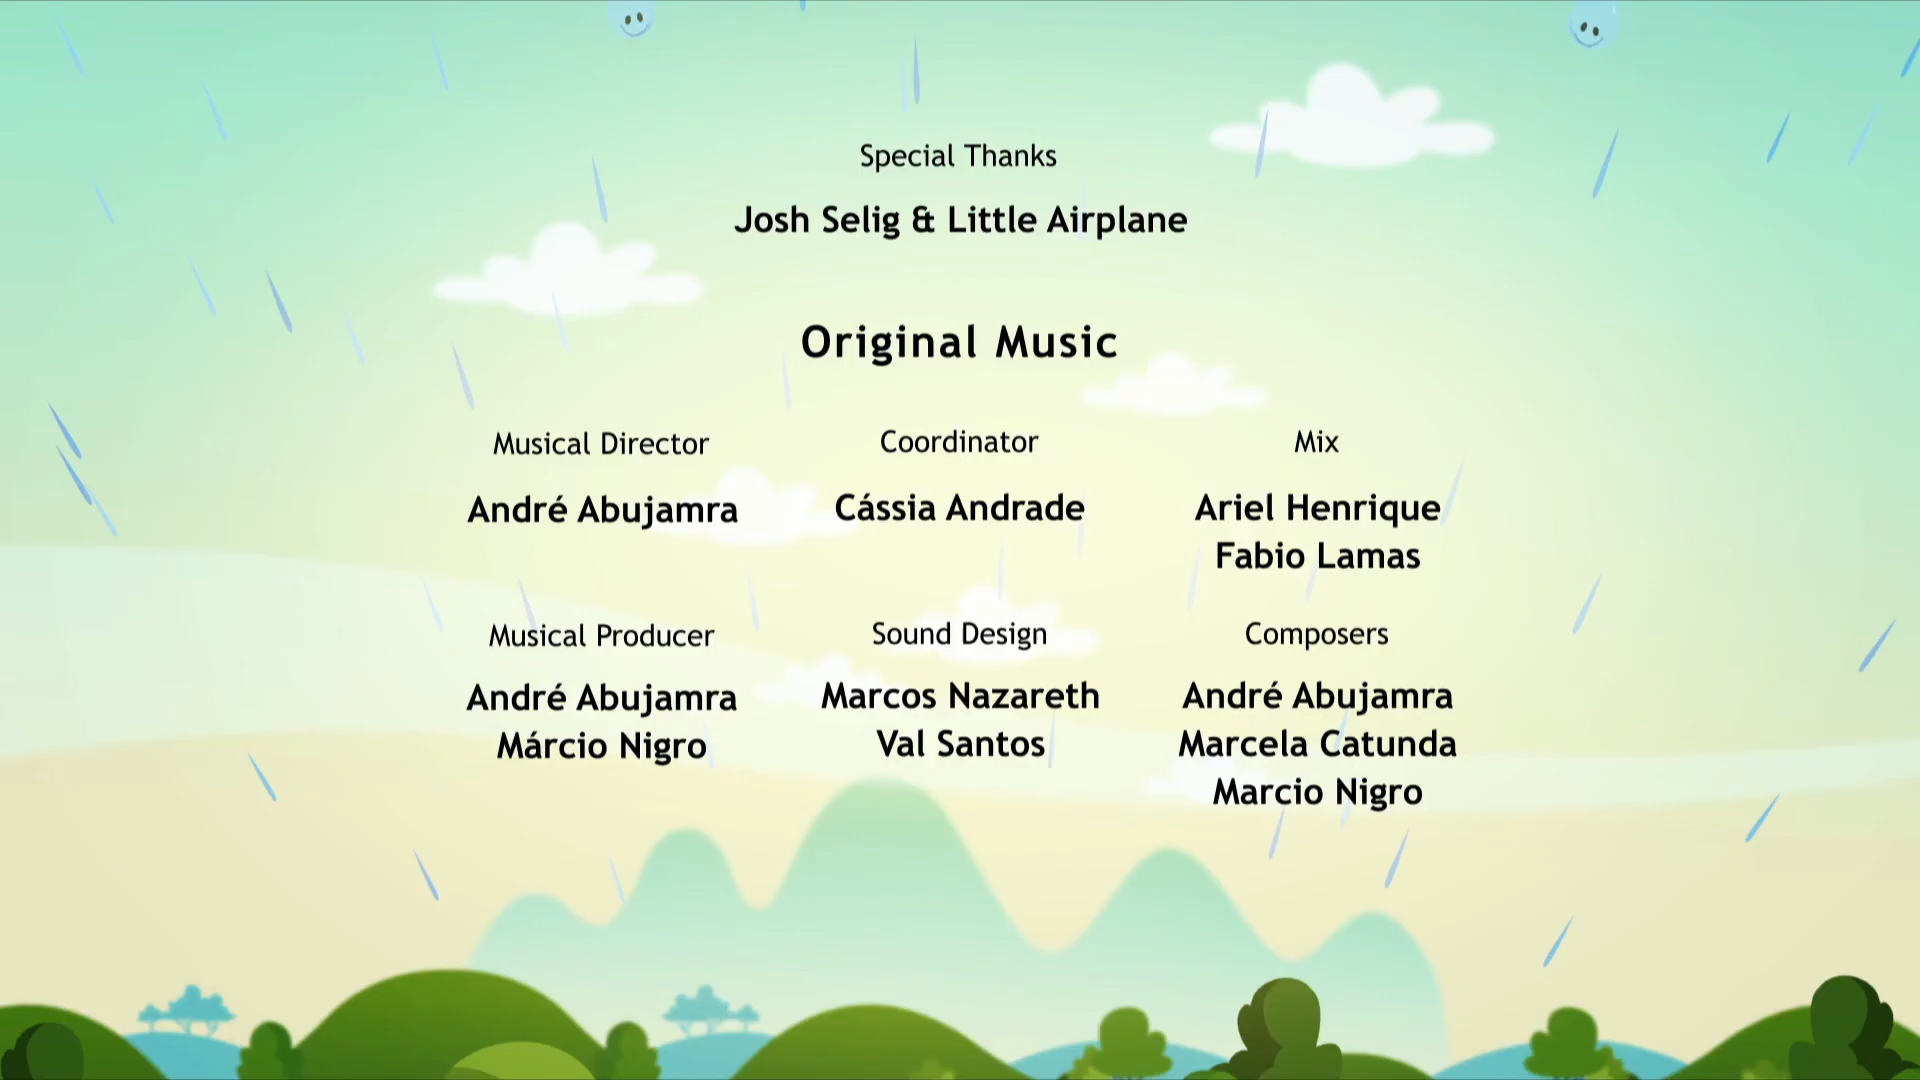 Special Thanks
Josh Selig & Little Airplane
Original Music
Musical Director
André Abujamra
Coordinator
Cássia Andrade
Mix
Ariel Henrique
Fabio Lamas
Musical Producer
André Abujamra
Márcio Nigro
Sound Design
Marcos Nazareth
Val Santos
Composers
André Abujamra
Marcela Catunda
Marcio Nigro